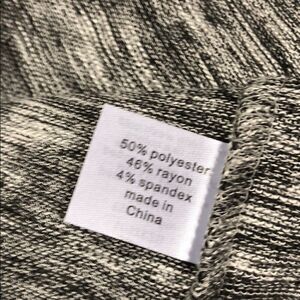 50% polyester
46% rayon
4% spandex
made in
China